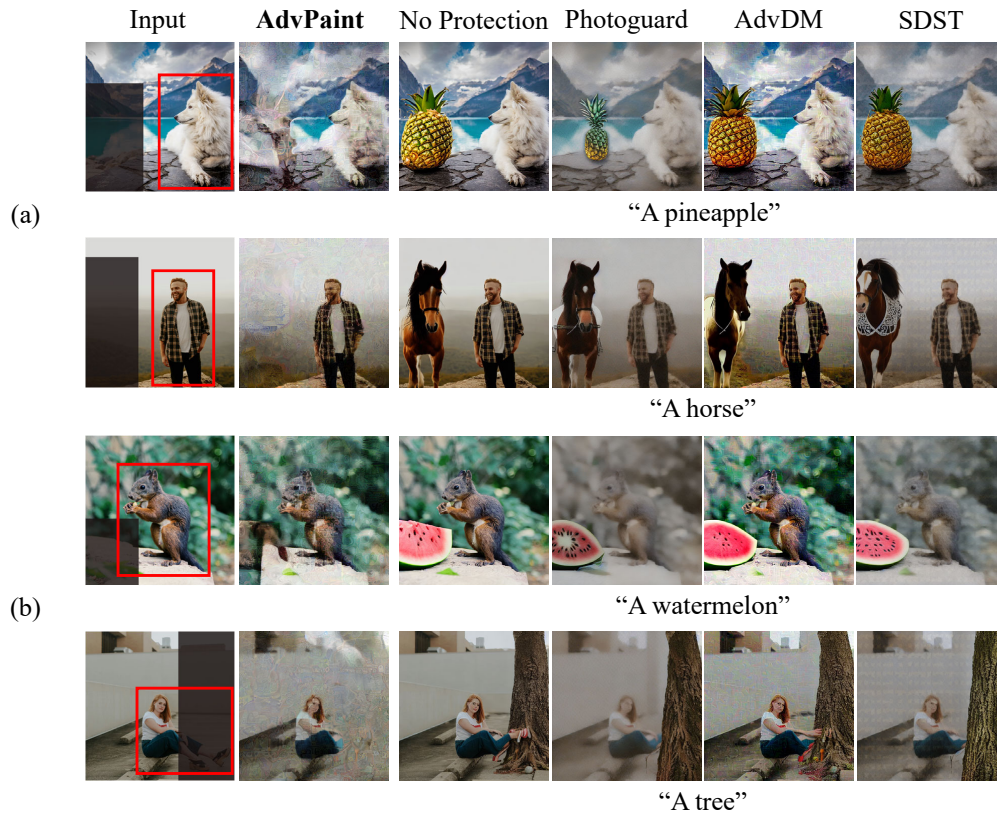 Input AdvPaint No Protection Photoguard AdvDM SDST
(a)
“A pineapple”
“A horse”
(b)
“A watermelon”
“A tree”